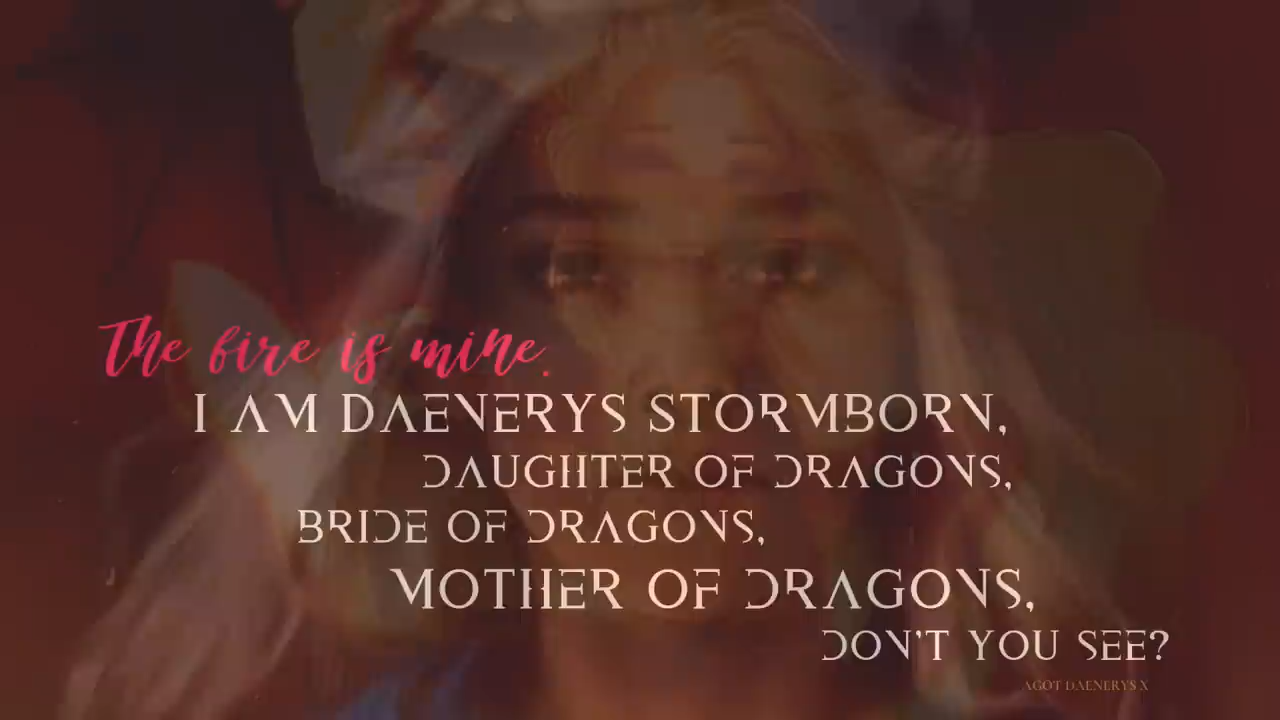 The fire is mine.
I AM DAENERYS STORMBORN,
DAUGHTER OF DRAGONS,
BRIDE OF DRAGONS,
MOTHER OF DRAGONS,
DON'T YOU SEE?
AGOT DAENERYS X